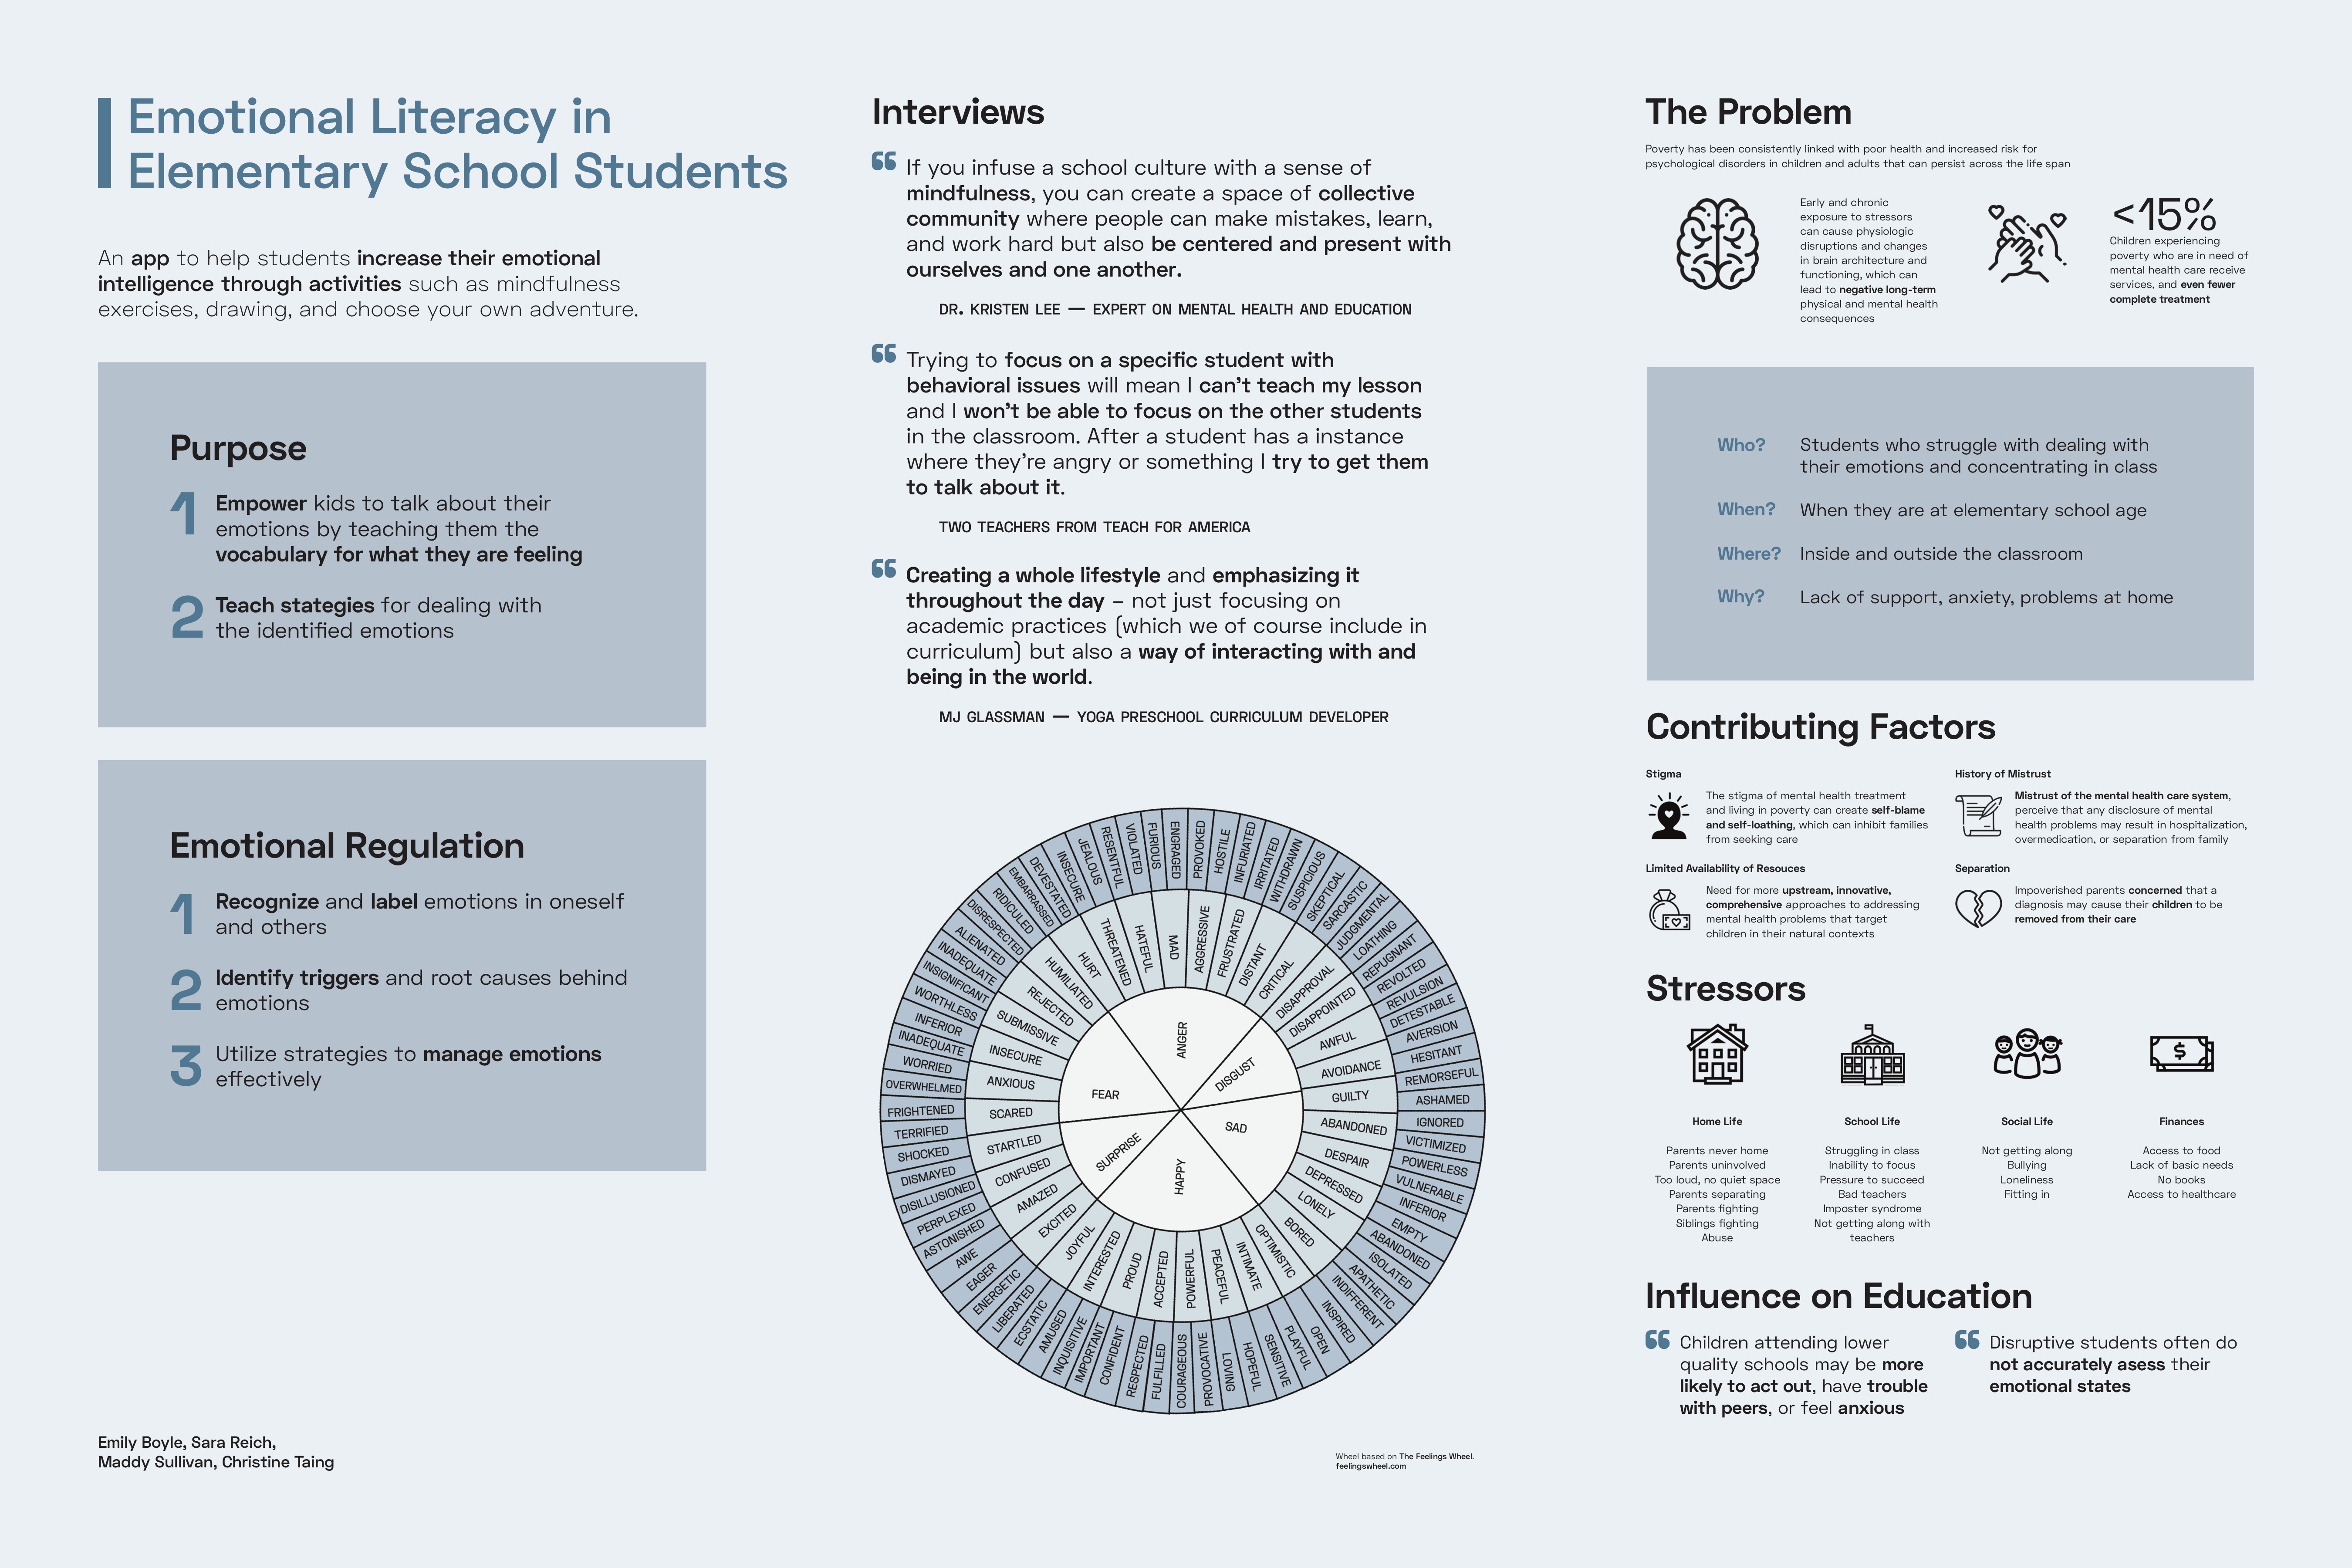 Emotional Literacy in
Elementary School Students
An app to help students increase their emotional
intelligence through activities such as mindfulness
exercises, drawing, and choose your own adventure.
Purpose
1
Empower kids to talk about their
emotions by teaching them the
vocabulary for what they are feeling
2
Teach stategies for dealing with
the identified emotions
Emotional Regulation
1
Recognize and label emotions in oneself
and others
2
Identify triggers and root causes behind
emotions
3
Utilize strategies to manage emotions
effectively
Emily Boyle, Sara Reich,
Maddy Sullivan, Christine Taing
Interviews
“
If you infuse a school culture with a sense of
mindfulness, you can create a space of collective
community where people can make mistakes, learn,
and work hard but also be centered and present with
ourselves and one another.
DR. KRISTEN LEE — EXPERT ON MENTAL HEALTH AND EDUCATION
“
Trying to focus on a specific student with
behavioral issues will mean I can't teach my lesson
and I won't be able to focus on the other students
in the classroom. After a student has a instance
where they're angry or something I try to get them
to talk about it.
TWO TEACHERS FROM TEACH FOR AMERICA
“
Creating a whole lifestyle and emphasizing it
throughout the day – not just focusing on
academic practices (which we of course include in
curriculum) but also a way of interacting with and
being in the world.
MJ GLASSMAN — YOGA PRESCHOOL CURRICULUM DEVELOPER
ANGER
DISGUST
SAD
HAPPY
SURPRISE
FEAR
HURT
THREATENED
HATEFUL
MAD
AGGRESSIVE
FRUSTRATED
DISTANT
CRITICAL
DISAPPROVAL
DISAPPOINTED
AWFUL
AVOIDANCE
GUILTY
ABANDONED
DESPAIR
DEPRESSED
LONELY
BORED
OPTIMISTIC
INTIMATE
PEACEFUL
POWERFUL
ACCEPTED
PROUD
INTERESTED
JOYFUL
EXCITED
AMAZED
CONFUSED
STARTLED
SCARED
ANXIOUS
INSECURE
SUBMISSIVE
REJECTED
HUMILIATED
EMBARRASSED
DEVESTATED
INSECURE
JEALOUS
RESENTFUL
VIOLATED
FURIOUS
ENGRAGED
PROVOKED
HOSTILE
INFURIATED
IRRITATED
WITHDRAWN
SUSPICIOUS
SKEPTICAL
SARCASTIC
JUDGMENTAL
LOATHING
REPUGNANT
REVOLTED
REVULSION
DETESTABLE
AVERSION
HESITANT
REMORSEFUL
ASHAMED
IGNORED
VICTIMIZED
POWERLESS
VULNERABLE
INFERIOR
EMPTY
ABANDONED
ISOLATED
APATHETIC
INDIFFERENT
INSPIRED
OPEN
PLAYFUL
SENSITIVE
HOPEFUL
LOVING
PROVOCATIVE
COURAGEOUS
FULFILLED
RESPECTED
CONFIDENT
IMPORTANT
INQUISITIVE
AMUSED
ECSTATIC
LIBERATED
ENERGETIC
EAGER
AWE
ASTONISHED
PERPLEXED
DISILLUSIONED
DISMAYED
SHOCKED
TERRIFIED
FRIGHTENED
OVERWHELMED
WORRIED
INADEQUATE
INFERIOR
WORTHLESS
INSIGNIFICANT
INADEQUATE
ALIENATED
DISRESPECTED
RIDICULED
Wheel based on The Feelings Wheel.
feelingswheel.com
The Problem
Poverty has been consistently linked with poor health and increased risk for
psychological disorders in children and adults that can persist across the life span
Early and chronic
exposure to stressors
can cause physiologic
disruptions and changes
in brain architecture and
functioning, which can
lead to negative long-term
physical and mental health
consequences
<15%
Children experiencing
poverty who are in need of
mental health care receive
services, and even fewer
complete treatment
Who? Students who struggle with dealing with
their emotions and concentrating in class
When? When they are at elementary school age
Where? Inside and outside the classroom
Why? Lack of support, anxiety, problems at home
Contributing Factors
Stigma
The stigma of mental health treatment
and living in poverty can create self-blame
and self-loathing, which can inhibit families
from seeking care
History of Mistrust
Mistrust of the mental health care system,
perceive that any disclosure of mental
health problems may result in hospitalization,
overmedication, or separation from family
Limited Availability of Resouces
Need for more upstream, innovative,
comprehensive approaches to addressing
mental health problems that target
children in their natural contexts
Separation
Impoverished parents concerned that a
diagnosis may cause their children to be
removed from their care
Stressors
$
Home Life
Parents never home
Parents uninvolved
Too loud, no quiet space
Parents separating
Parents fighting
Siblings fighting
Abuse
School Life
Struggling in class
Inability to focus
Pressure to succeed
Bad teachers
Imposter syndrome
Not getting along with
teachers
Social Life
Not getting along
Bullying
Loneliness
Fitting in
Finances
Access to food
Lack of basic needs
No books
Access to healthcare
Influence on Education
“
Children attending lower
quality schools may be more
likely to act out, have trouble
with peers, or feel anxious
“
Disruptive students often do
not accurately asess their
emotional states